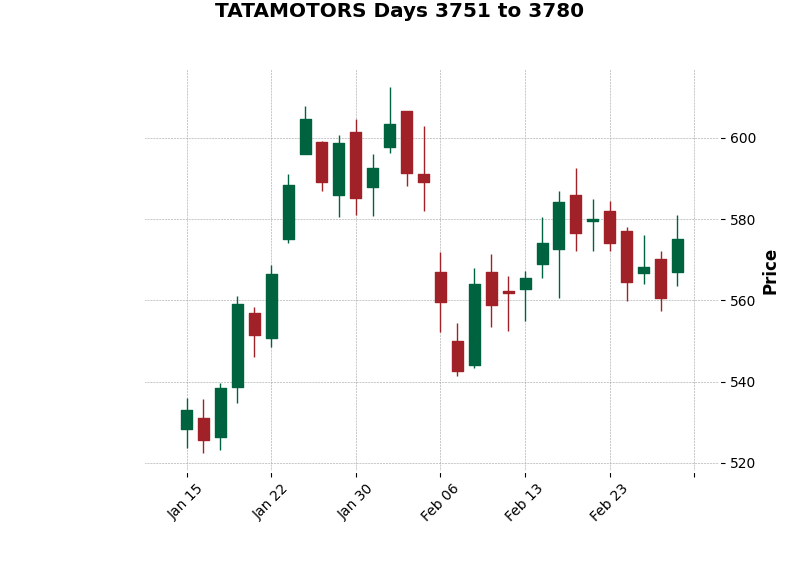 TATAMOTORS Days 3751 to 3780
600
580
560
540
520
Price
Jan 15
Jan 22
Jan 30
Feb 06
Feb 13
Feb 23